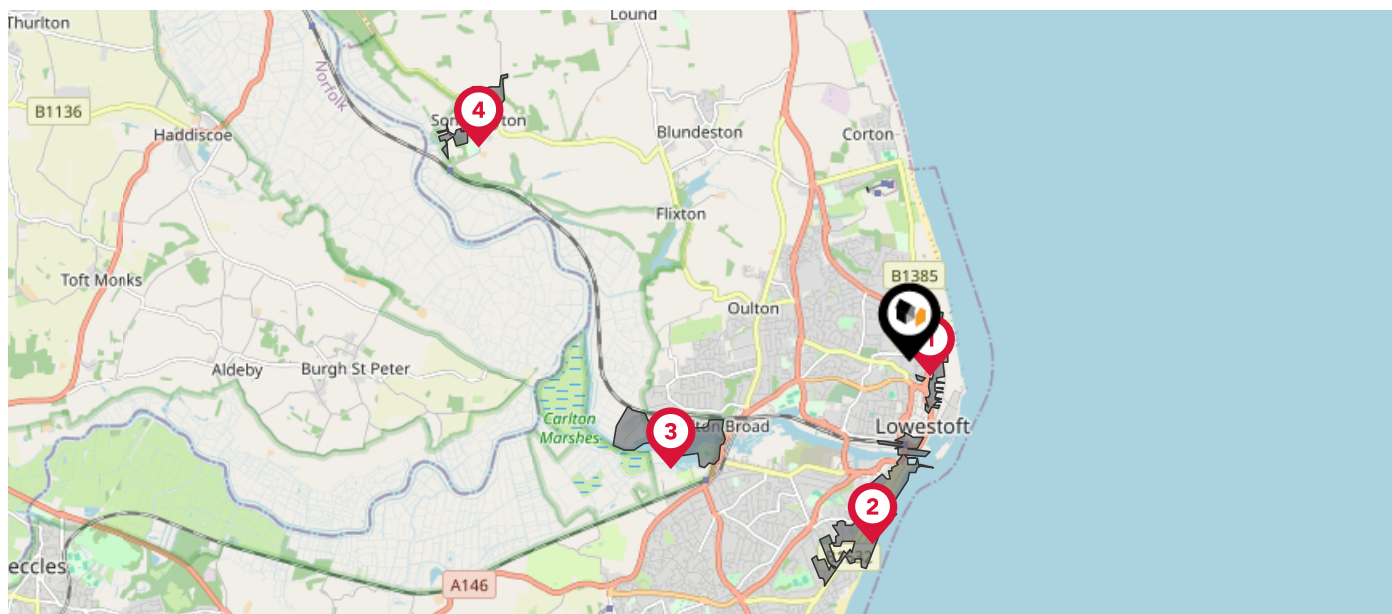 Lound
Thurlton
Norfolk
B1136
4
Haddiscoe
Blundeston
Corton
Flixton
Toft Monks
B1385
Oulton
1
Aldeby
Burgh St Peter
Carlton
Marshes
3
Broad
Lowestoft
2
eccles
A146